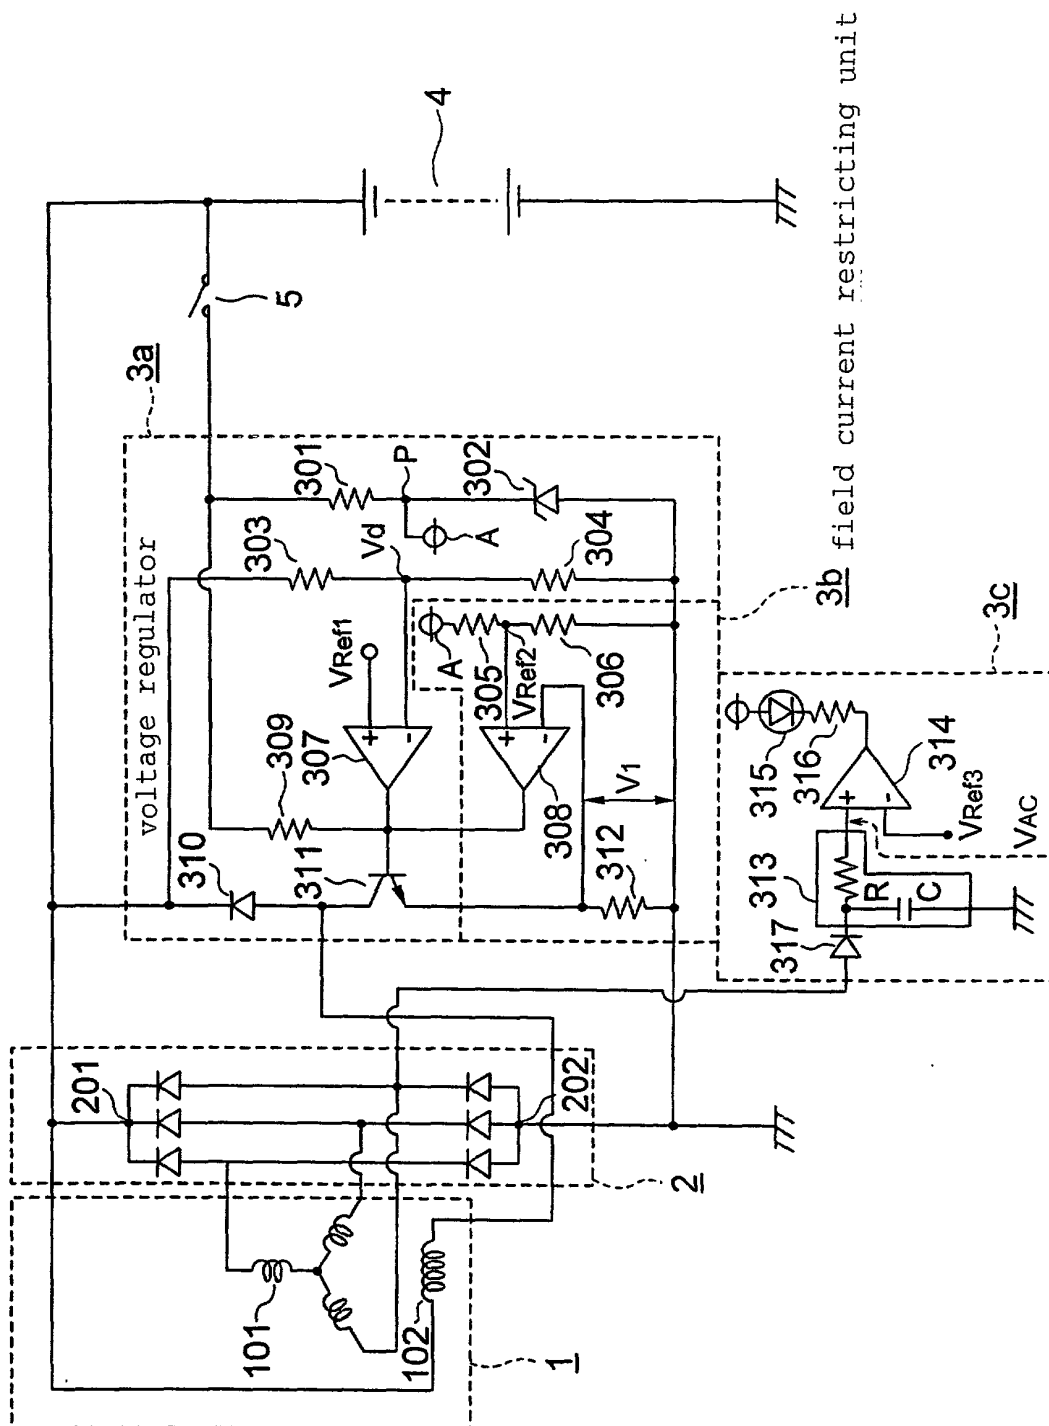 1
101
102
2
201
202
voltage regulator
3a
310
311
309
307
VRef1
303
Vd
301
P
302
A
304
A
305
VRef2
306
308
V1
312
5
4
3b field current restricting unit
3c
317
313
R
C
315
316
314
VRef3
VAC
+
-
+
-
+
-